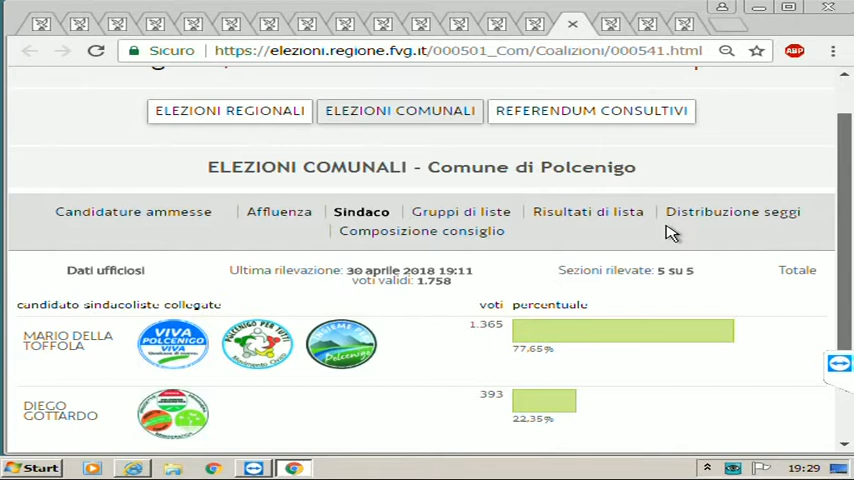 Sicuro | https://elezioni.regione.fvg.it/000501_Com/Coalizioni/000541.html
ABP
ELEZIONI REGIONALI ELEZIONI COMUNALI REFERENDUM CONSULTIVI
ELEZIONI COMUNALI - Comune di Polcenigo
Candidature ammesse | Affluenza | Sindaco | Gruppi di liste | Risultati di lista | Distribuzione seggi
| Composizione consiglio
Dati ufficiosi Ultima rilevazione: 30 aprile 2018 19:11 Sezioni rilevate: 5 su 5 Totale
voti validi: 1.758
candidato sindaco liste collegate voti percentuale
MARIO DELLA TOFFOLA
VIVA POLCENIGO VIVA
POLCENIGO PER TUTTI
INSIEME PER Polcenigo
1.365
77,65%
DIEGO GOTTARDO
393
22,35%
Start
19:29